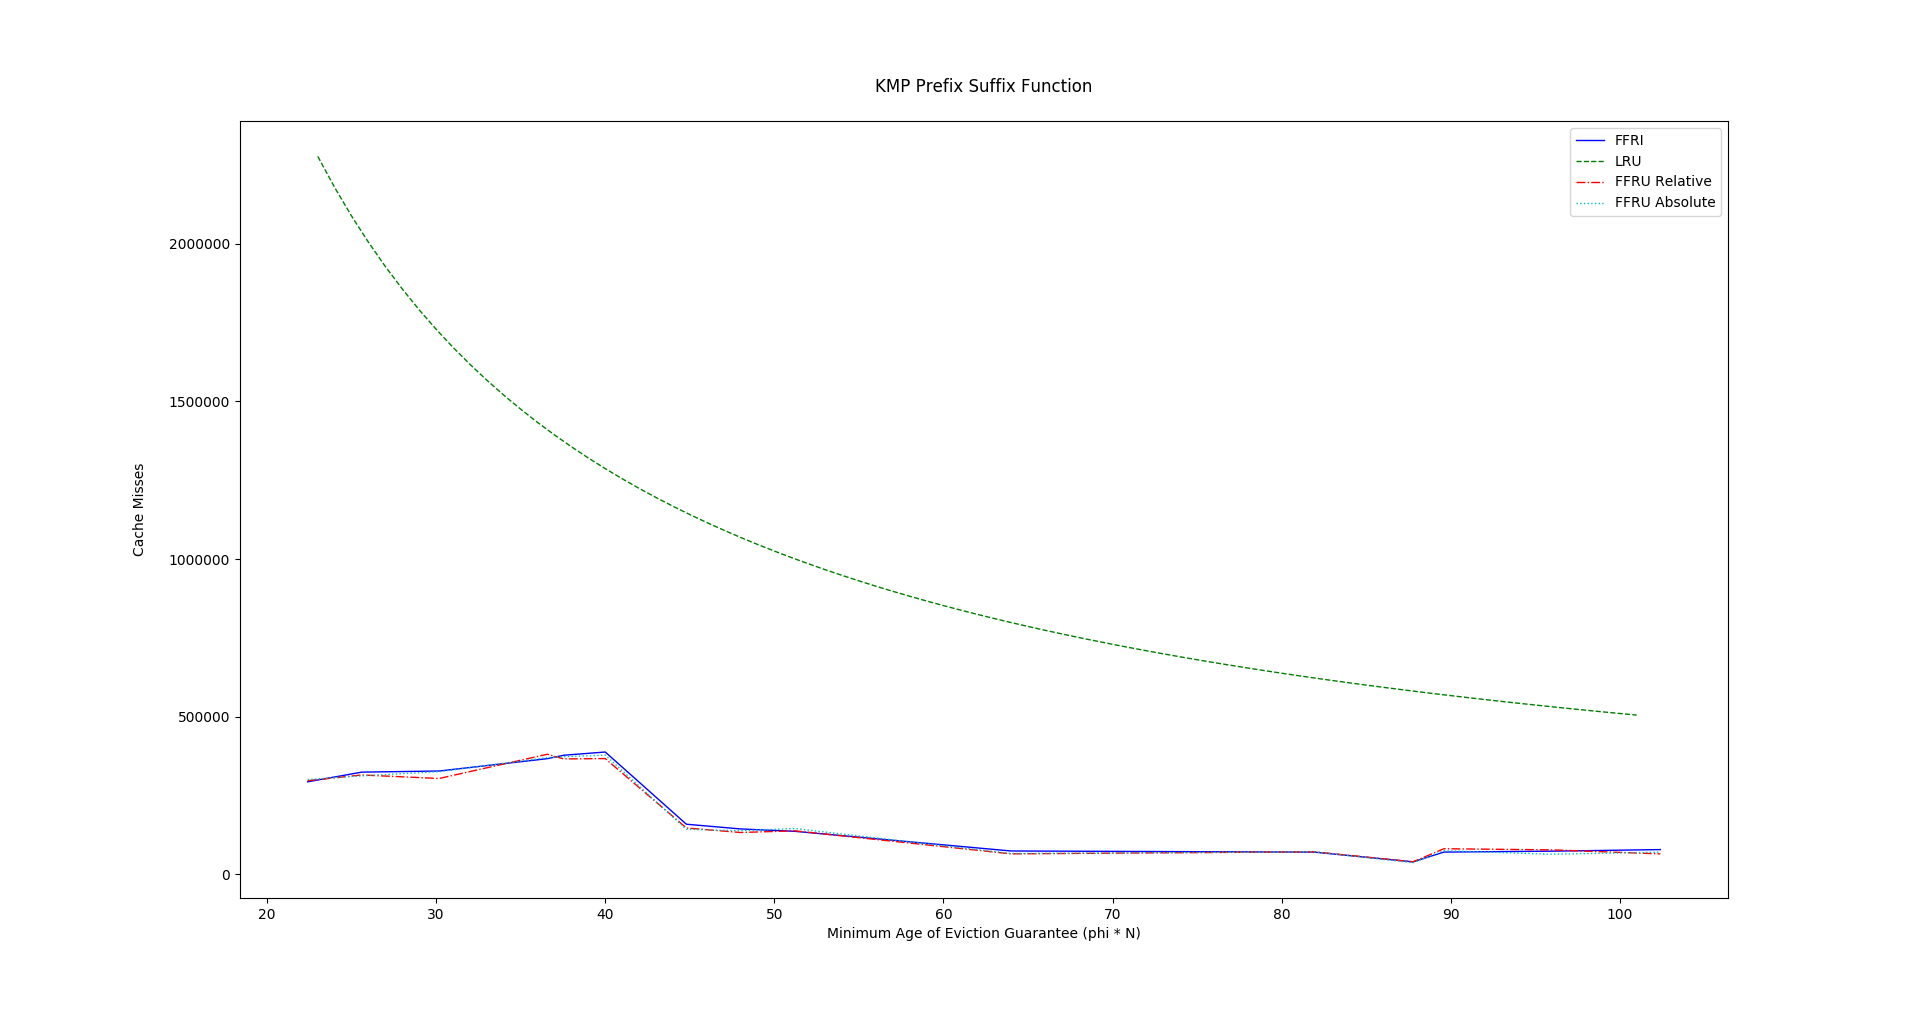 KMP Prefix Suffix Function
FFRI
LRU
FFRU Relative
FFRU Absolute
Cache Misses
2000000
1500000
1000000
500000
0
20 30 40 50 60 70 80 90 100
Minimum Age of Eviction Guarantee (phi * N)